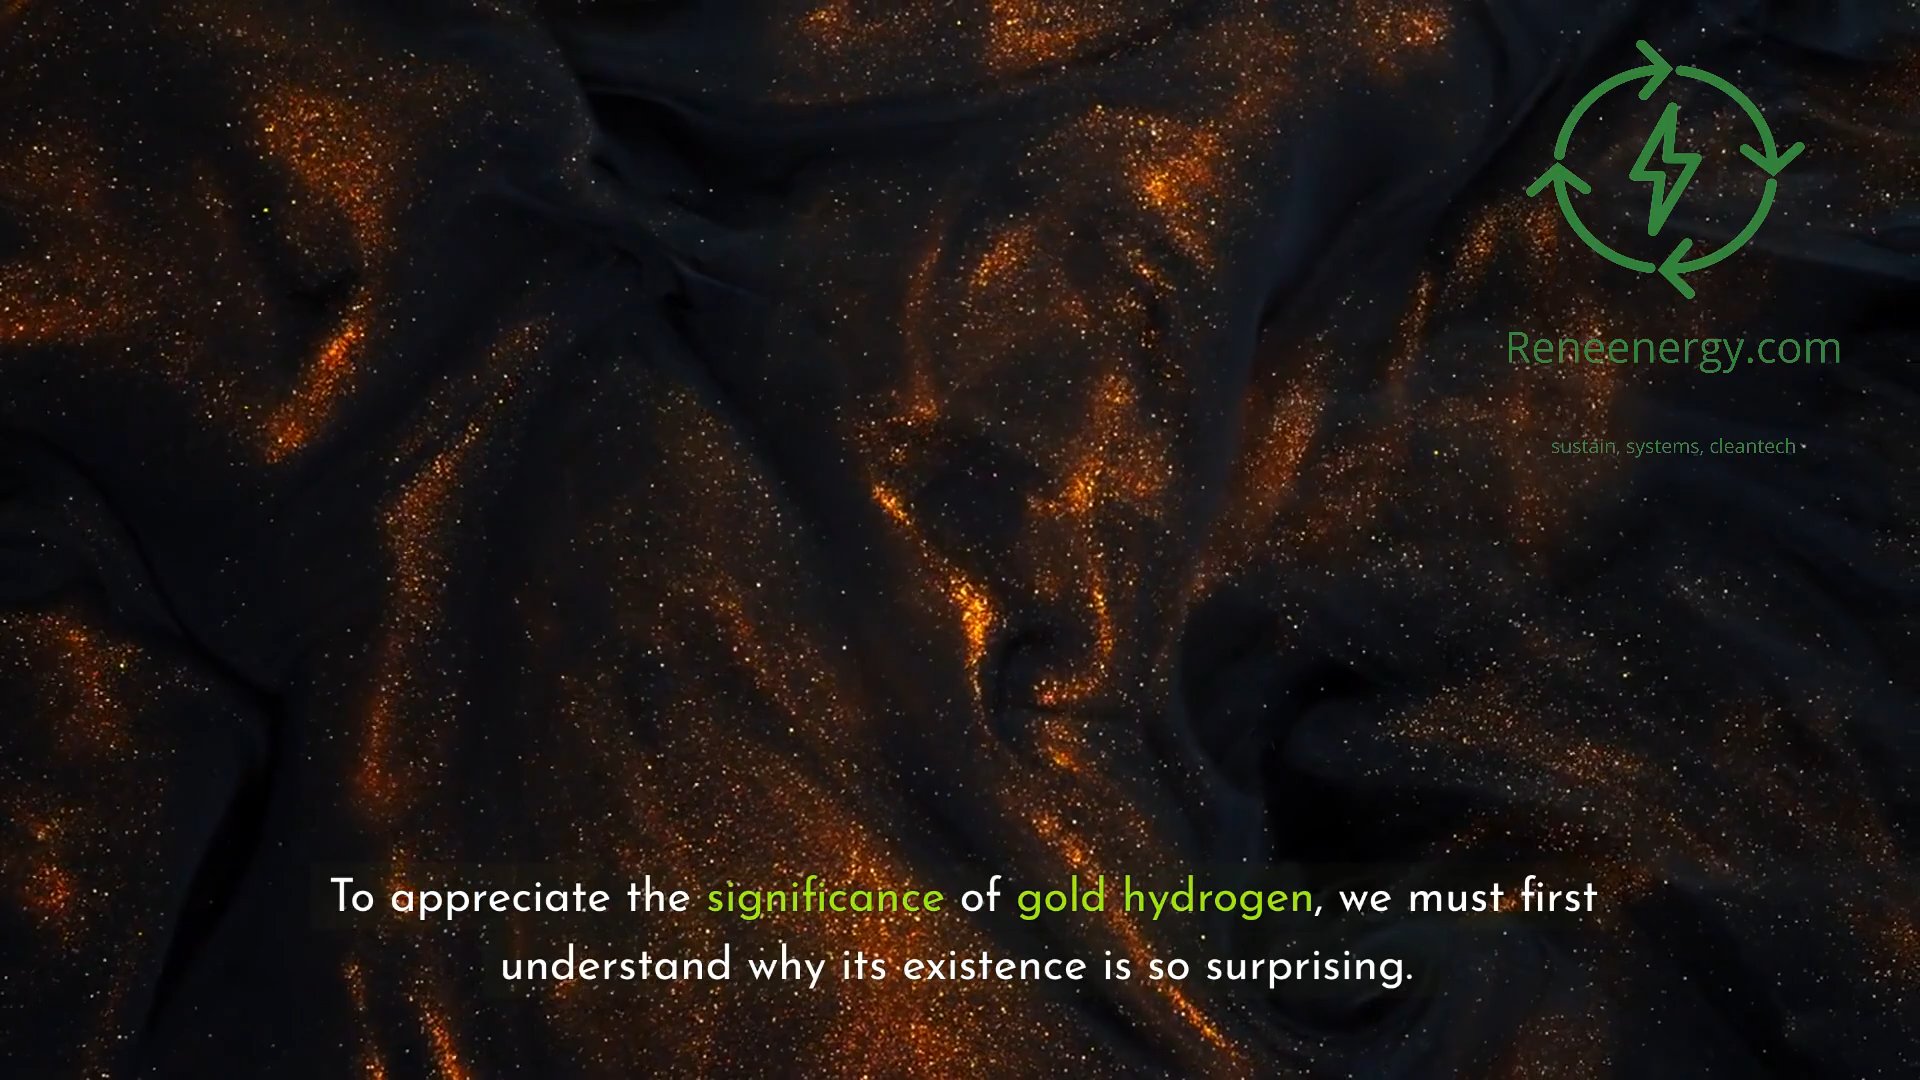 Reneenergy.com
sustain, systems, cleantech
To appreciate the significance of gold hydrogen, we must first
understand why its existence is so surprising.